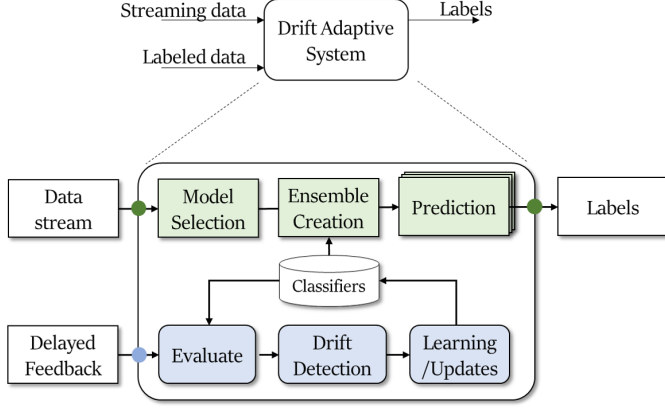 Streaming data
Labels
Drift Adaptive
System
Labeled data
Data
stream
Model
Selection
Ensemble
Creation
Prediction
Labels
Classifiers
Delayed
Feedback
Evaluate
Drift
Detection
Learning
/Updates